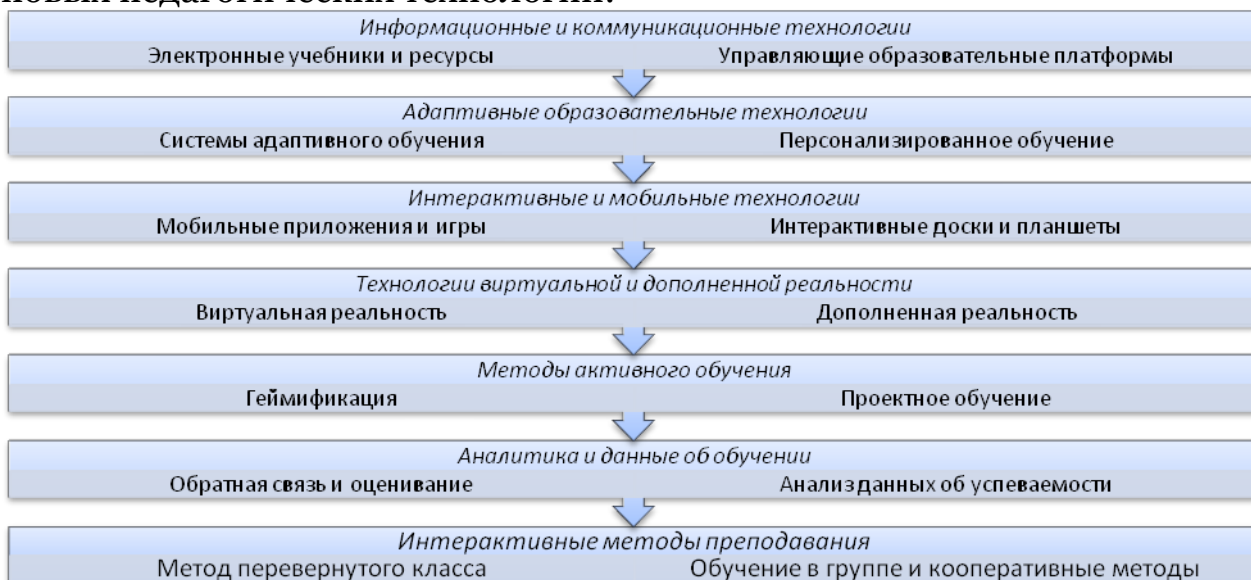 новых педагогических технологий.
Информационные и коммуникационные технологии
Электронные учебники и ресурсы Управляющие образовательные платформы
Адаптивные образовательные технологии
Системы адаптивного обучения Персонализированное обучение
Интерактивные и мобильные технологии
Мобильные приложения и игры Интерактивные доски и планшеты
Технологии виртуальной и дополненной реальности
Виртуальная реальность Дополненная реальность
Методы активного обучения
Геймификация Проектное обучение
Аналитика и данные об обучении
Обратная связь и оценивание Анализ данных об успеваемости
Интерактивные методы преподавания
Метод перевернутого класса Обучение в группе и кооперативные методы